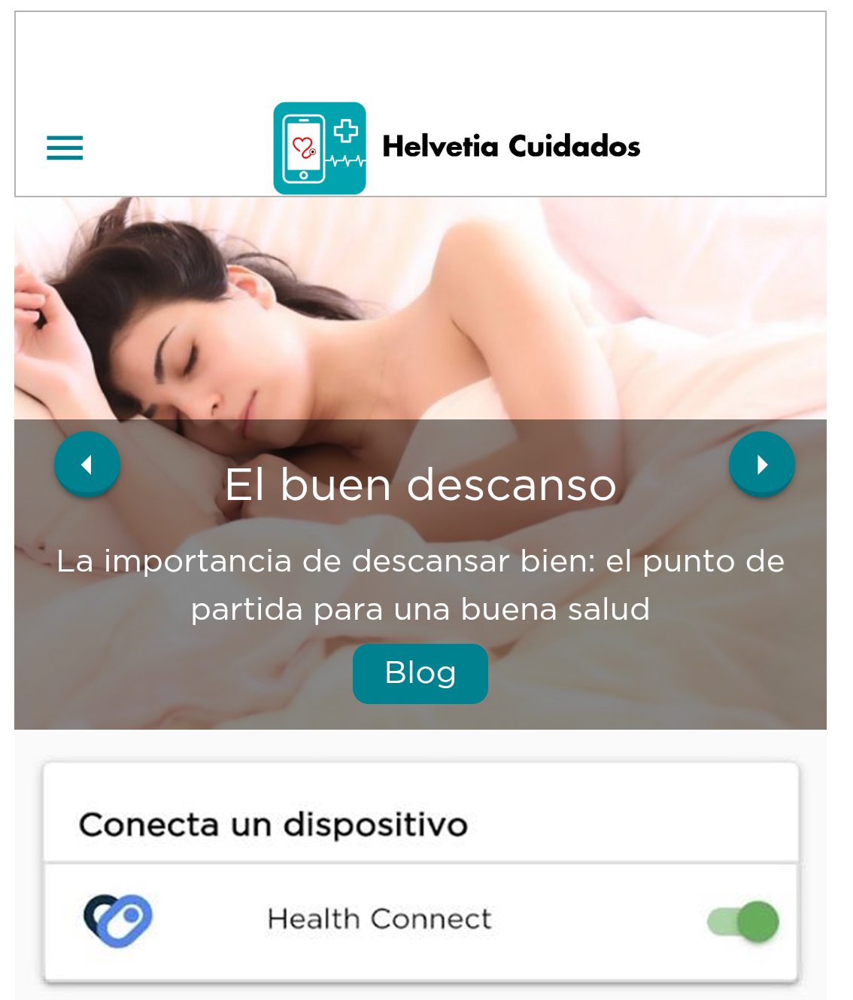 Helvetia Cuidados
El buen descanso
La importancia de descansar bien: el punto de
partida para una buena salud
Blog
Conecta un dispositivo
Health Connect